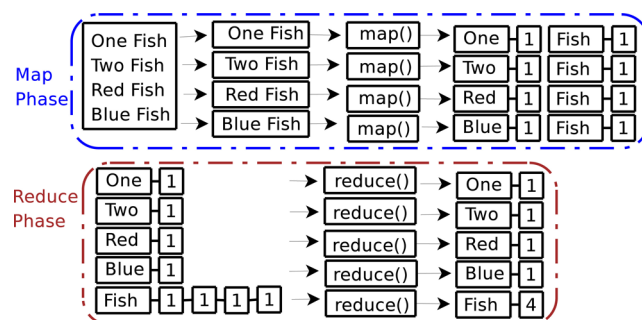 Map
Phase
One Fish
Two Fish
Red Fish
Blue Fish
One Fish map() One 1 Fish 1
Two Fish map() Two 1 Fish 1
Red Fish map() Red 1 Fish 1
Blue Fish map() Blue 1 Fish 1
Reduce
Phase
One 1 reduce() One 1
Two 1 reduce() Two 1
Red 1 reduce() Red 1
Blue 1 reduce() Blue 1
Fish 1 1 1 1 reduce() Fish 4